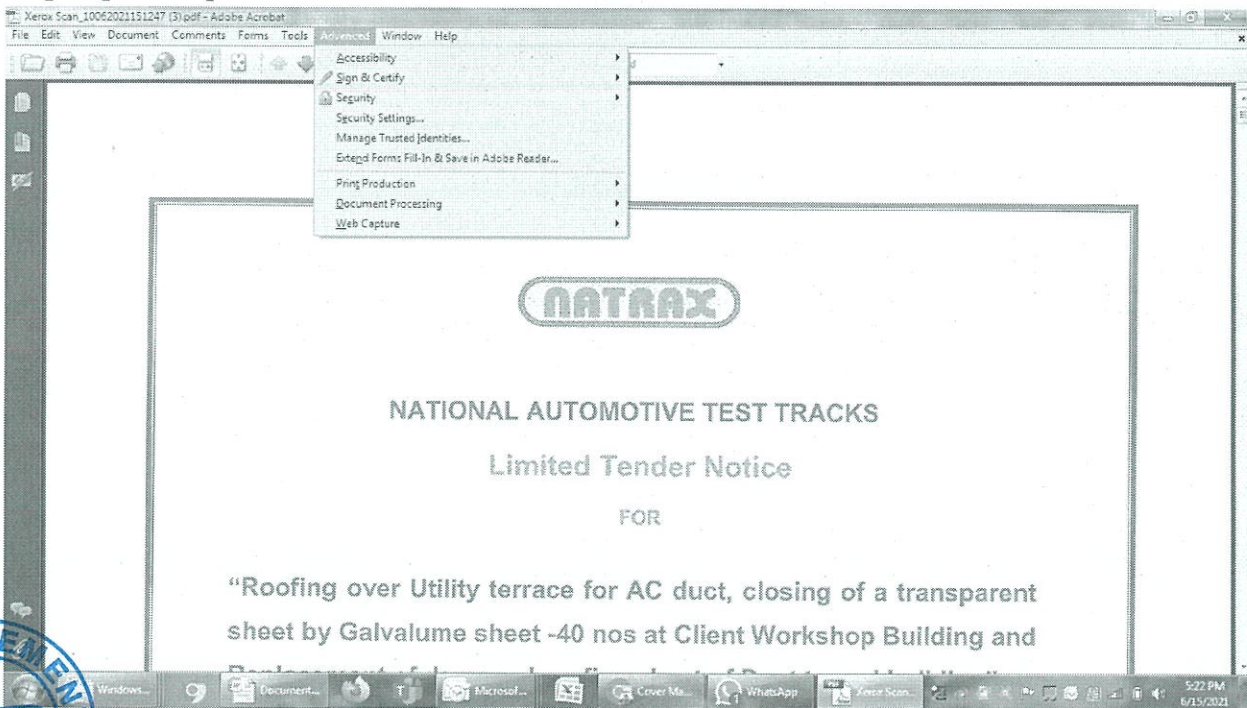 Xerox Scan_10062021151247 (3).pdf - Adobe Acrobat
File Edit View Document Comments Forms Tools Advanced Window Help
Accessibility
Sign & Certify
Security
Security Settings...
Manage Trusted Identities...
Extend Forms Fill-In & Save in Adobe Reader...
Print Production
Document Processing
Web Capture
NATRAX
NATIONAL AUTOMOTIVE TEST TRACKS
Limited Tender Notice
FOR
“Roofing over Utility terrace for AC duct, closing of a transparent
sheet by Galvalume sheet -40 nos at Client Workshop Building and
EMEN
Windows... Document... Microsof... Cover Ma... WhatsApp Xerox Scan... 5:22 PM
6/15/2021